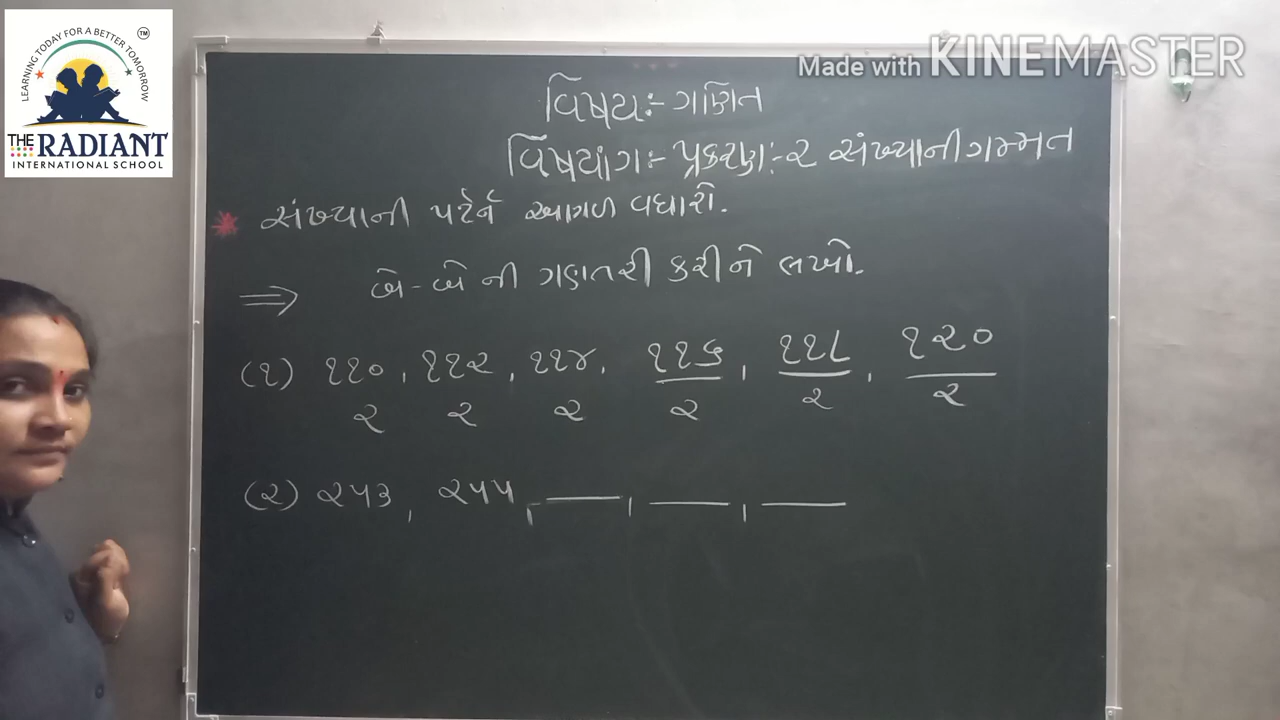 LEARNING TODAY FOR A BETTER TOMORROW
TM
THE RADIANT
INTERNATIONAL SCHOOL
Made with KINEMASTER
વિષય:- ગણિત
વિષયાંગ:- પ્રકરણ:-૨ સંખ્યાની ગમ્મત
* સંખ્યાની પટેર્ન આગળ વધારો.
⇒ બે-બે ની ગણતરી કરીને લખો.
(૧) ૧૧૦, ૧૧૨, ૧૧૪, ૧૧૬, ૧૧૮, ૧૨૦
૨ ૨ ૨ ૨ ૨ ૨
(૨) ૨૫૩, ૨૫૫, ___, ___, ___